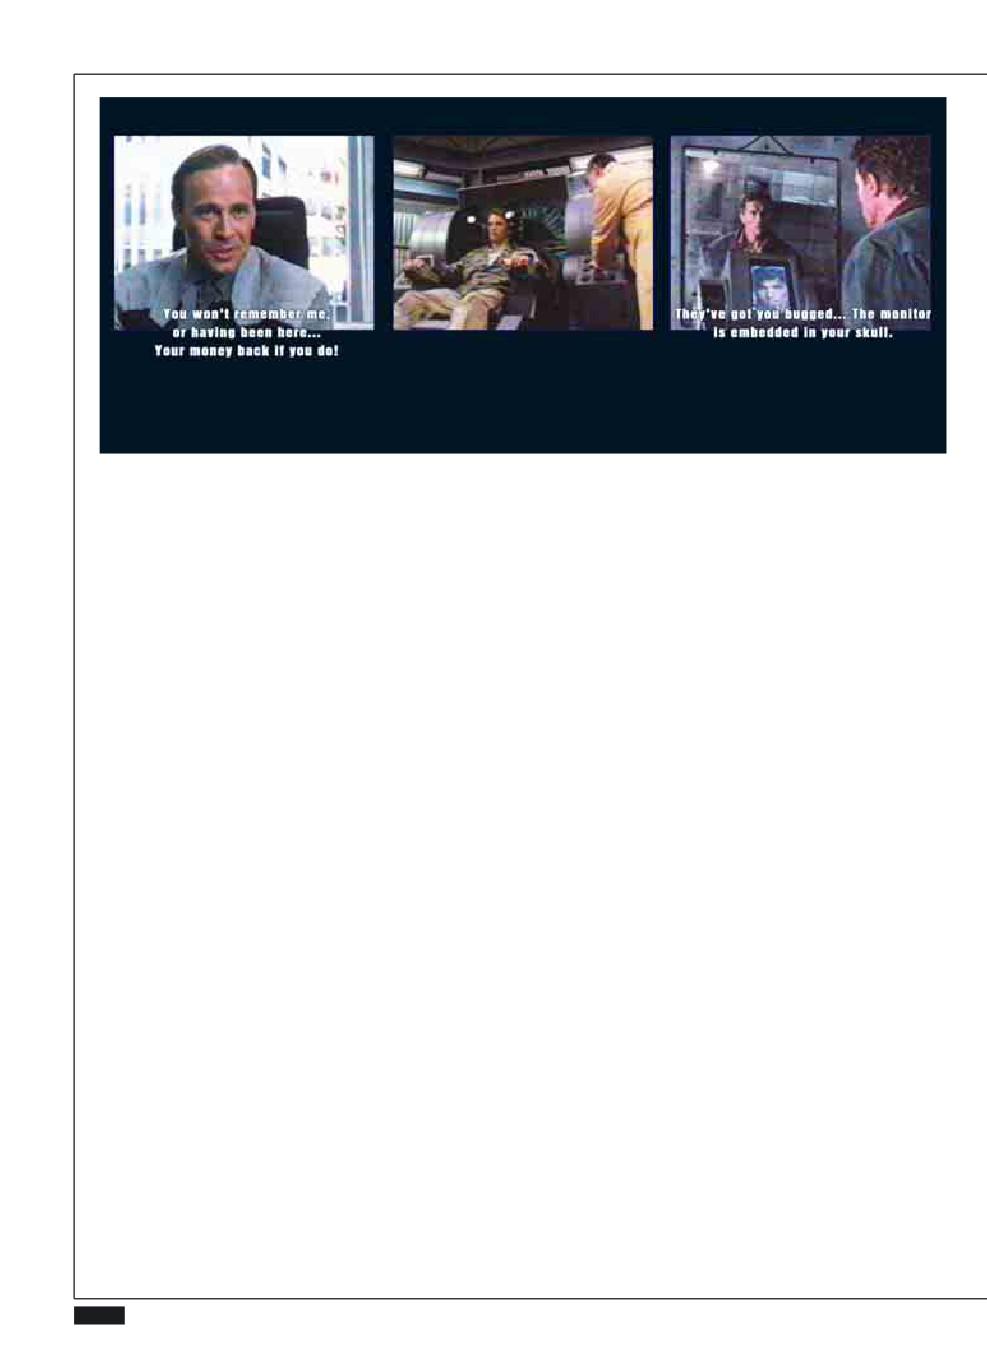 You won't remember me,
or having been here...
Your money back if you do!
They've got you bugged... The monitor
is embedded in your skull.